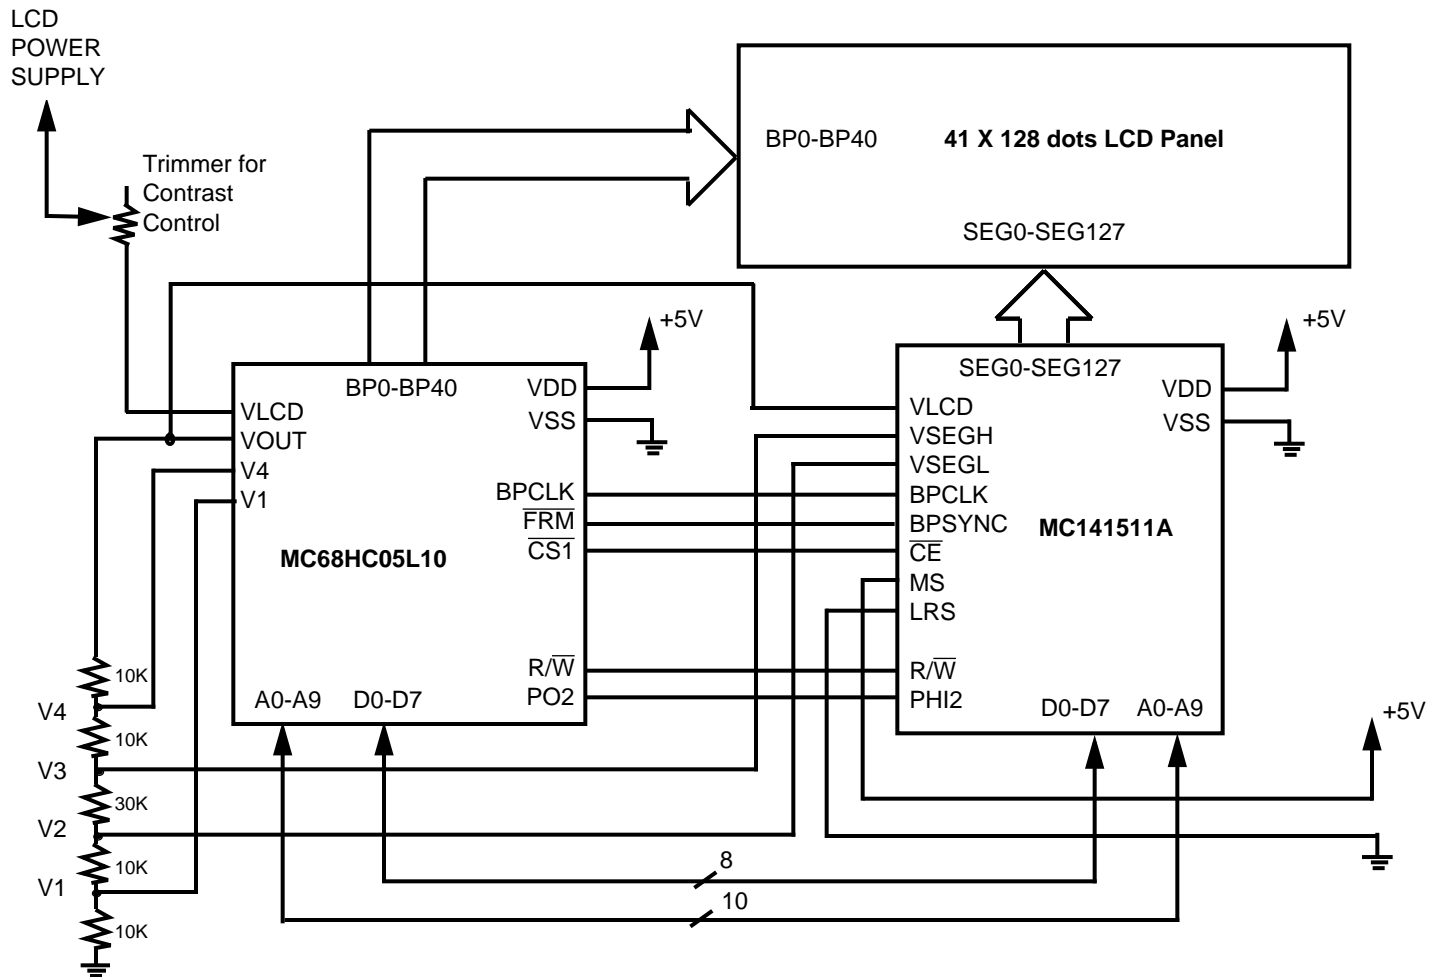 LCD
POWER
SUPPLY
Trimmer for
Contrast
Control
BP0-BP40
41 X 128 dots LCD Panel
SEG0-SEG127
+5V
+5V
BP0-BP40
VDD
VSS
VLCD
VOUT
V4
V1
BPCLK
FRM
CS1
MC68HC05L10
R/W
PO2
A0-A9
D0-D7
SEG0-SEG127
VDD
VSS
VLCD
VSEGH
VSEGL
BPCLK
BPSYNC
CE
MS
LRS
MC141511A
R/W
PHI2
D0-D7
A0-A9
+5V
10K
V4
10K
V3
30K
V2
10K
V1
10K
8
10